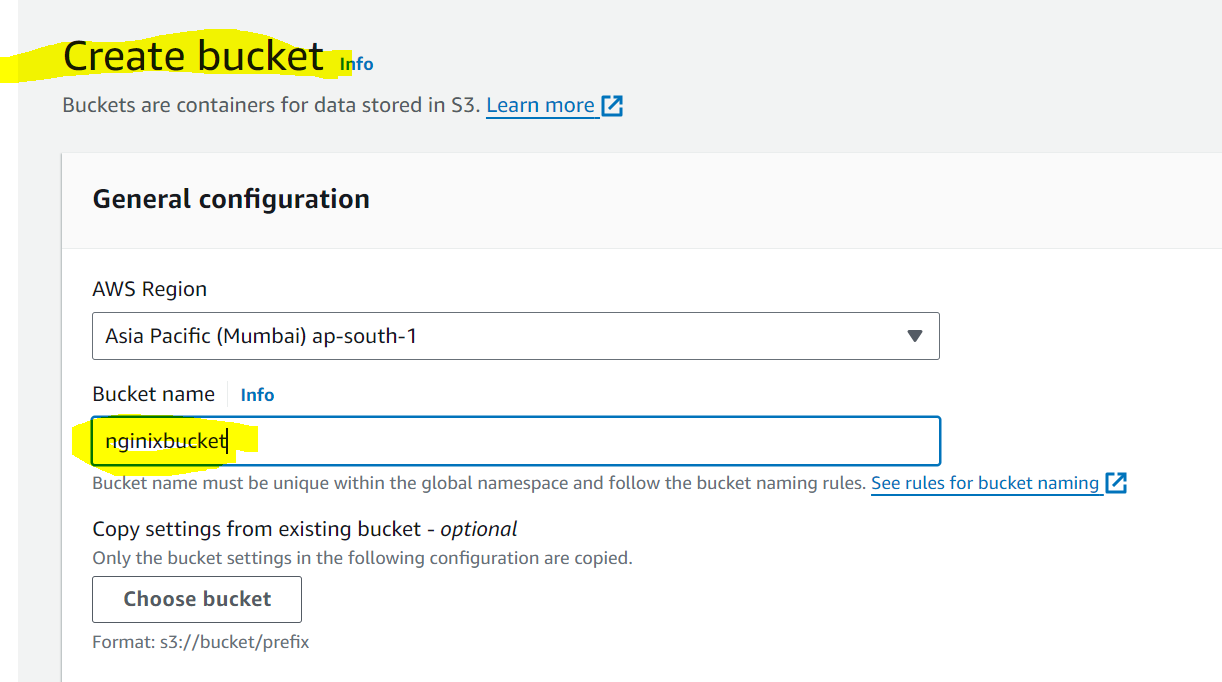 Create bucket Info
Buckets are containers for data stored in S3. Learn more
General configuration
AWS Region
Asia Pacific (Mumbai) ap-south-1
Bucket name Info
nginixbucket
Bucket name must be unique within the global namespace and follow the bucket naming rules. See rules for bucket naming
Copy settings from existing bucket - optional
Only the bucket settings in the following configuration are copied.
Choose bucket
Format: s3://bucket/prefix